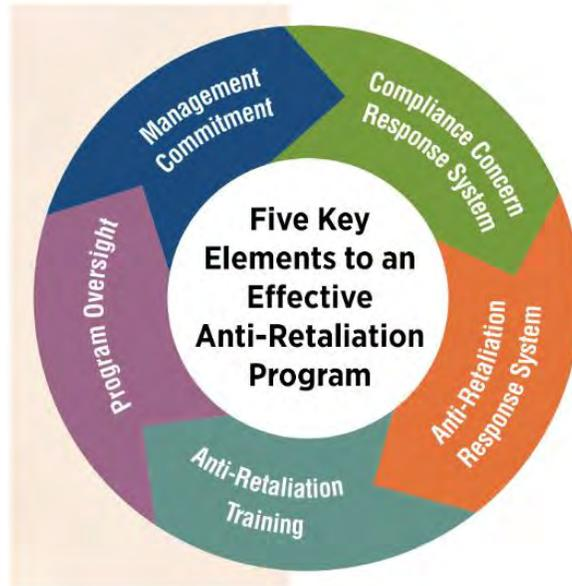 Management
Commitment
Compliance Concern
Response System
Anti-Retaliation
Response System
Anti-Retaliation
Training
Program Oversight
Five Key
Elements to an
Effective
Anti-Retaliation
Program